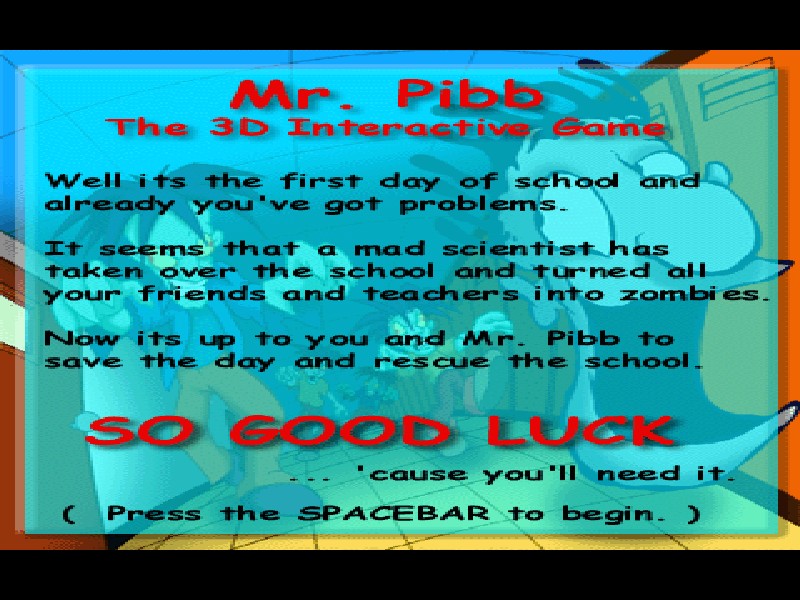 Mr. Pibb
The 3D Interactive Game
Well its the first day of school and
already you've got problems.
It seems that a mad scientist has
taken over the school and turned all
your friends and teachers into zombies.
Now its up to you and Mr. Pibb to
save the day and rescue the school.
SO GOOD LUCK
... 'cause you'll need it.
( Press the SPACEBAR to begin. )